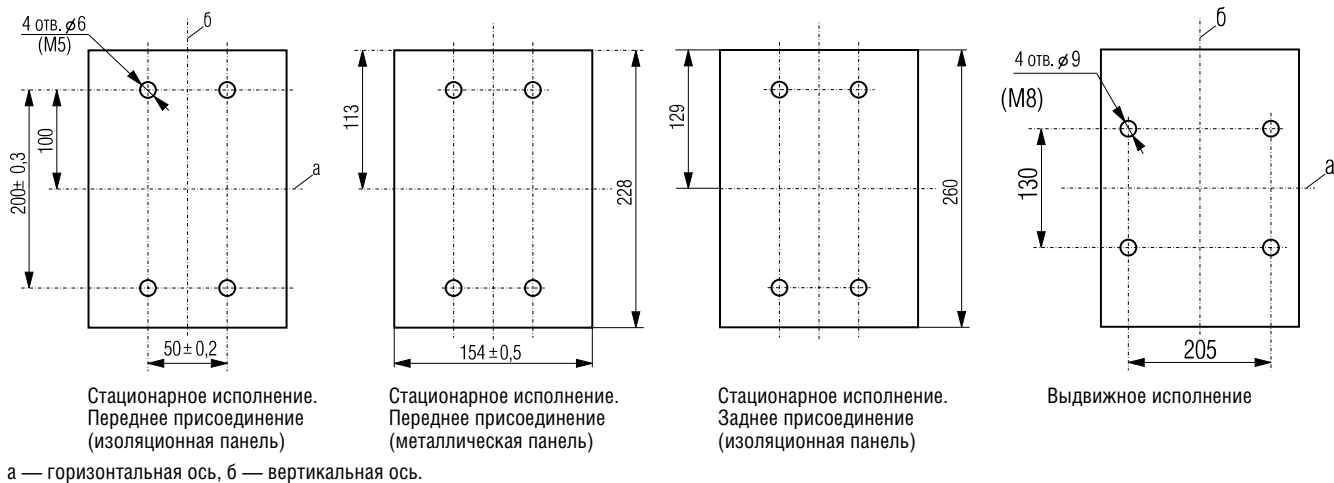 4 отв. ⌀6
(М5)
б
200± 0,3
100
а
50±0,2
113
228
154±0,5
129
260
б
4 отв. ⌀9
(М8)
130
а
205
Стационарное исполнение.
Переднее присоединение
(изоляционная панель)
Стационарное исполнение.
Переднее присоединение
(металлическая панель)
Стационарное исполнение.
Заднее присоединение
(изоляционная панель)
Выдвижное исполнение
а — горизонтальная ось, б — вертикальная ось.